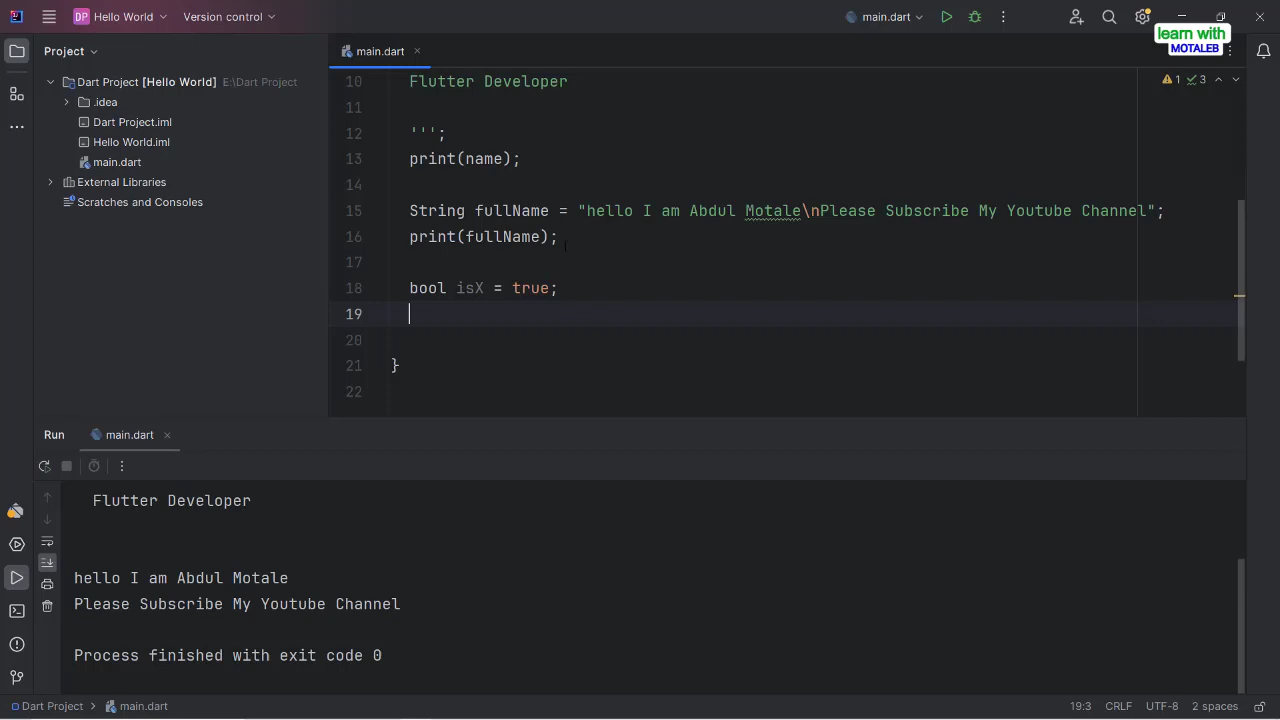 DP Hello World
Version control
main.dart
learn with
MOTALEB
Project
main.dart
Dart Project [Hello World] E:\Dart Project
.idea
Dart Project.iml
Hello World.iml
main.dart
External Libraries
Scratches and Consoles
1
3
10 Flutter Developer
11
12 ''';
13 print(name);
14
15 String fullName = "hello I am Abdul Motale\nPlease Subscribe My Youtube Channel";
16 print(fullName);
17
18 bool isX = true;
19
20
21 }
22
Run main.dart
Flutter Developer
hello I am Abdul Motale
Please Subscribe My Youtube Channel
Process finished with exit code 0
Dart Project > main.dart
19:3 CRLF UTF-8 2 spaces